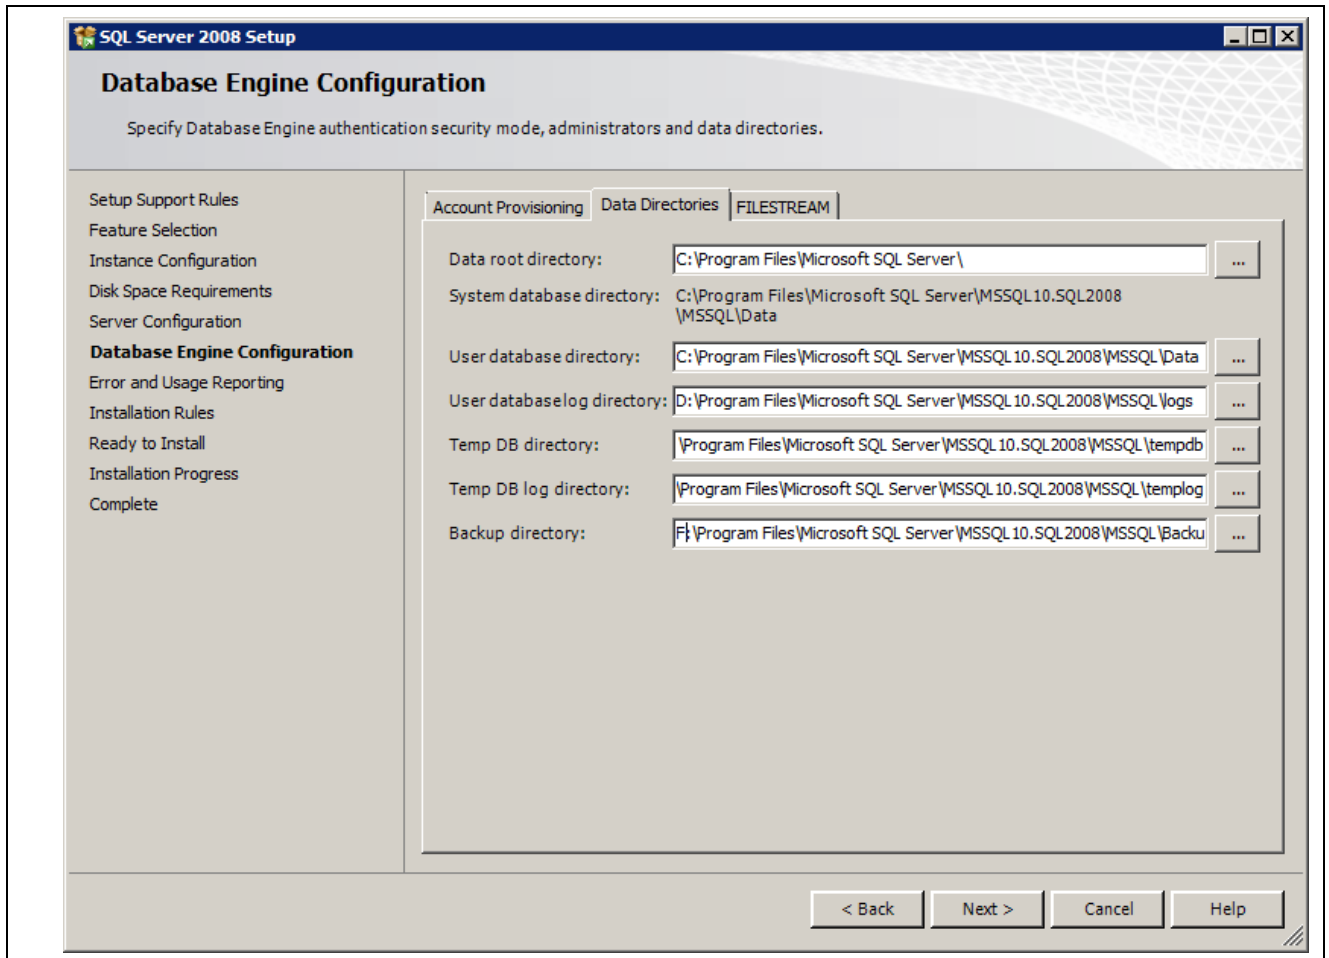 SQL Server 2008 Setup
Database Engine Configuration
Specify Database Engine authentication security mode, administrators and data directories.
Setup Support Rules
Feature Selection
Instance Configuration
Disk Space Requirements
Server Configuration
Database Engine Configuration
Error and Usage Reporting
Installation Rules
Ready to Install
Installation Progress
Complete
Account Provisioning Data Directories FILESTREAM
Data root directory: C:\Program Files\Microsoft SQL Server\ ...
System database directory: C:\Program Files\Microsoft SQL Server\MSSQL10.SQL2008
\MSSQL\Data
User database directory: C:\Program Files\Microsoft SQL Server\MSSQL10.SQL2008\MSSQL\Data ...
User database log directory: D:\Program Files\Microsoft SQL Server\MSSQL10.SQL2008\MSSQL\logs ...
Temp DB directory: \Program Files\Microsoft SQL Server\MSSQL10.SQL2008\MSSQL\tempdb ...
Temp DB log directory: \Program Files\Microsoft SQL Server\MSSQL10.SQL2008\MSSQL\templog ...
Backup directory: F:\Program Files\Microsoft SQL Server\MSSQL10.SQL2008\MSSQL\Backu ...
< Back Next > Cancel Help